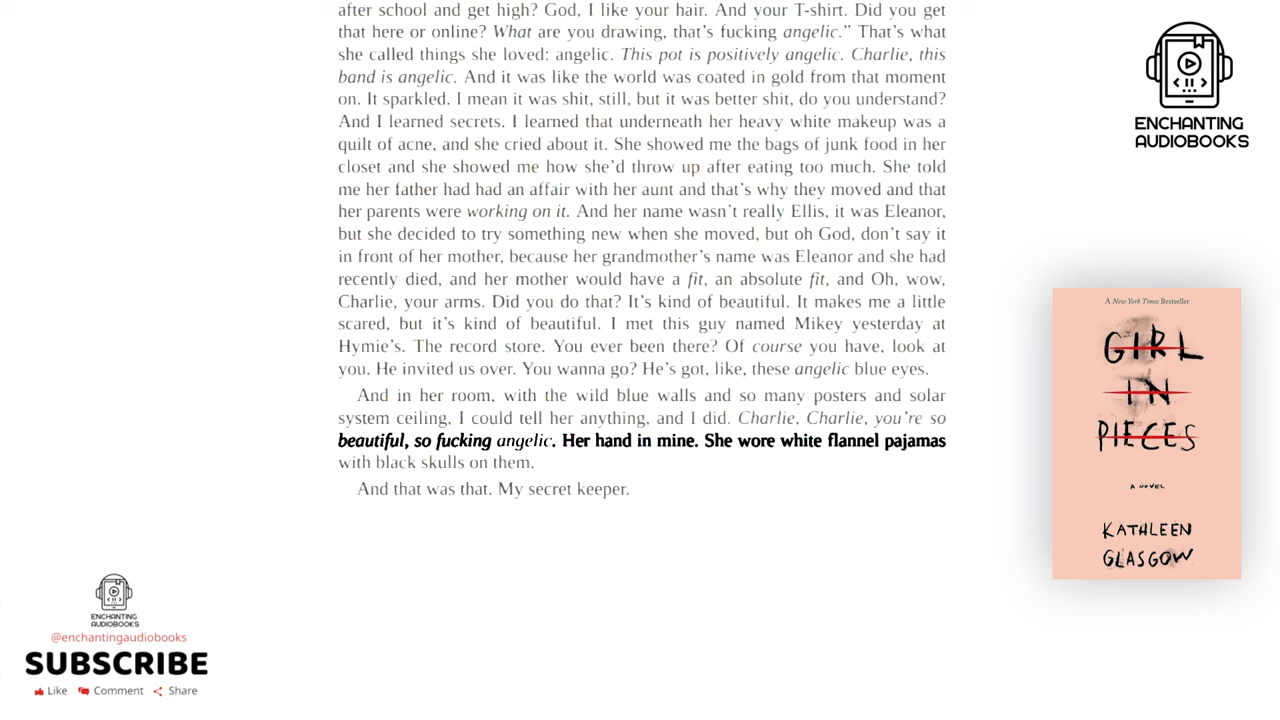 after school and get high? God, I like your hair. And your T-shirt. Did you get
that here or online? What are you drawing, that's fucking angelic.” That's what
she called things she loved: angelic. This pot is positively angelic. Charlie, this
band is angelic. And it was like the world was coated in gold from that moment
on. It sparkled. I mean it was shit, still, but it was better shit, do you understand?
And I learned secrets. I learned that underneath her heavy white makeup was a
quilt of acne, and she cried about it. She showed me the bags of junk food in her
closet and she showed me how she'd throw up after eating too much. She told
me her father had had an affair with her aunt and that's why they moved and that
her parents were working on it. And her name wasn't really Ellis, it was Eleanor,
but she decided to try something new when she moved, but oh God, don't say it
in front of her mother, because her grandmother's name was Eleanor and she had
recently died, and her mother would have a fit, an absolute fit, and Oh, wow,
Charlie, your arms. Did you do that? It's kind of beautiful. It makes me a little
scared, but it's kind of beautiful. I met this guy named Mikey yesterday at
Hymie's. The record store. You ever been there? Of course you have, look at
you. He invited us over. You wanna go? He's got, like, these angelic blue eyes.
And in her room, with the wild blue walls and so many posters and solar
system ceiling, I could tell her anything, and I did. Charlie, Charlie, you're so
beautiful, so fucking angelic. Her hand in mine. She wore white flannel pajamas
with black skulls on them.
And that was that. My secret keeper.
ENCHANTING
AUDIOBOOKS
A New York Times Bestseller
GIRL
IN
PIECES
A NOVEL
KATHLEEN
GLASGOW
ENCHANTING
AUDIOBOOKS
@enchantingaudiobooks
SUBSCRIBE
Like Comment Share